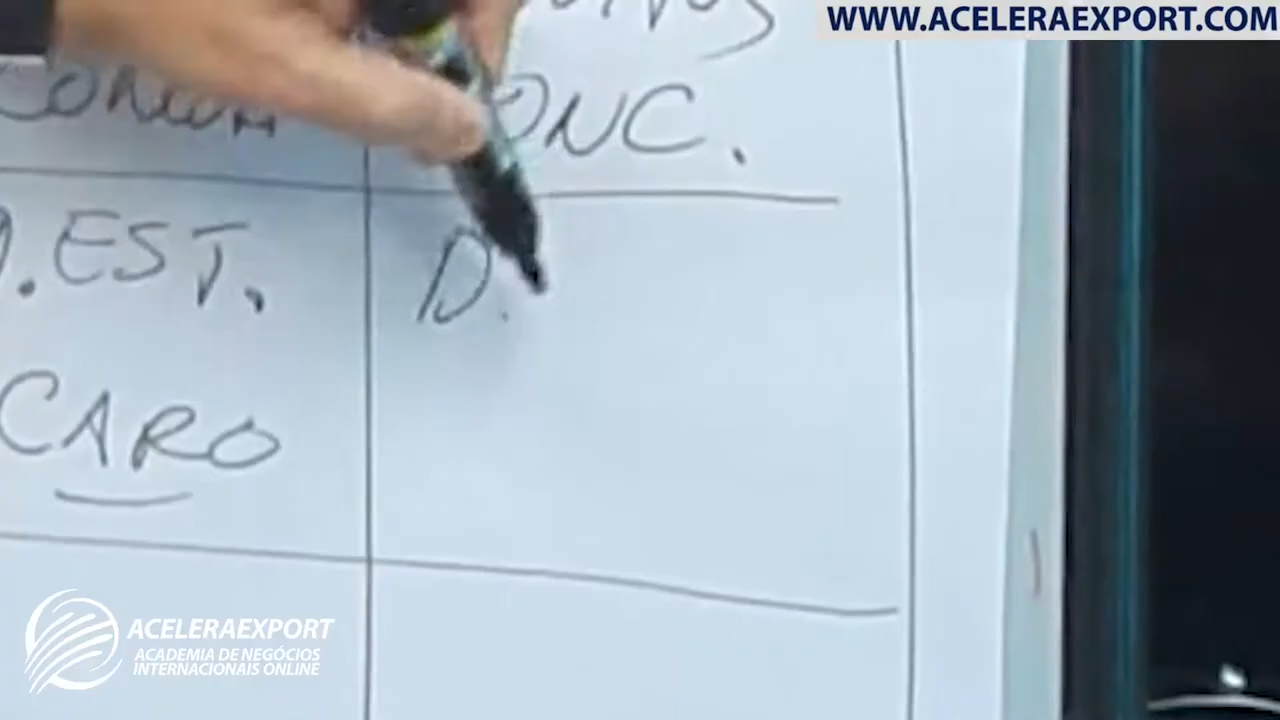 WWW.ACELERAEXPORT.COM
ONC.
. EST.
D.
CARO
ACELERAEXPORT
ACADEMIA DE NEGÓCIOS
INTERNACIONAIS ONLINE